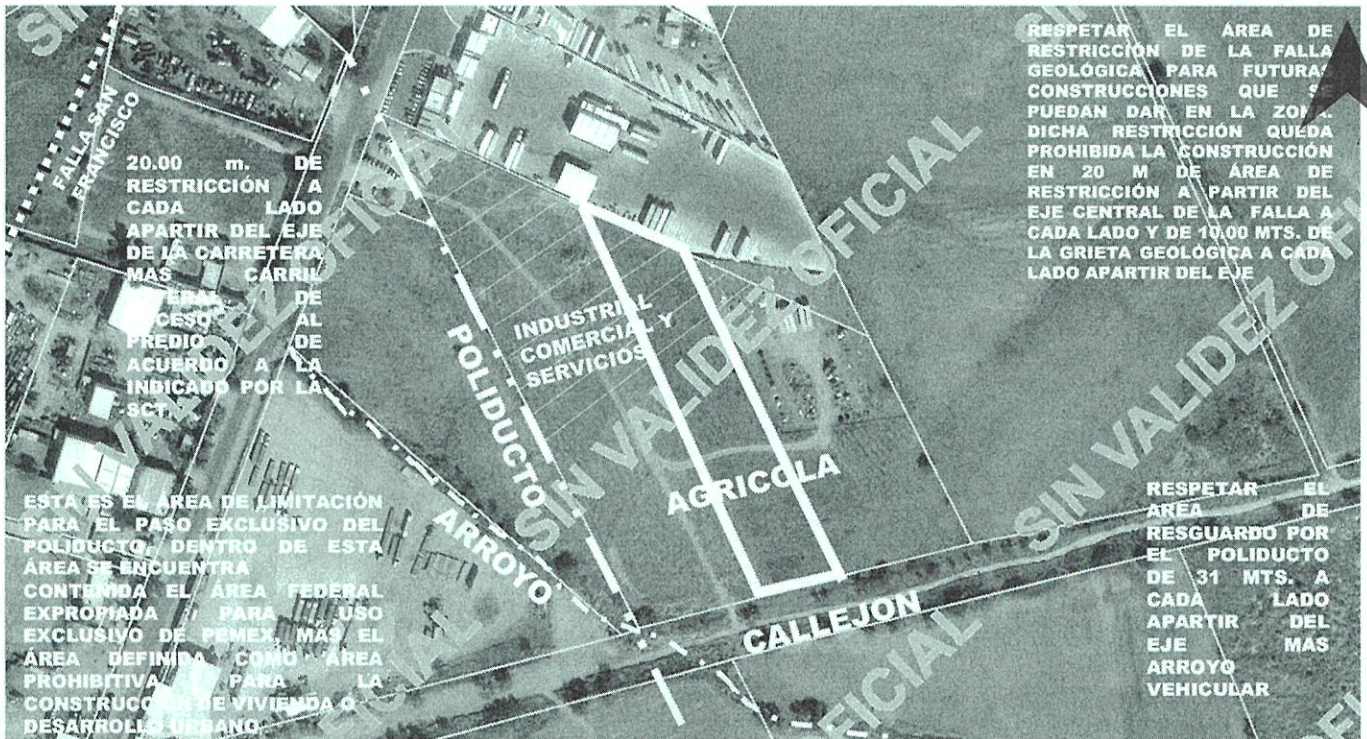 RESPETAR EL ÁREA DE
RESTRICCIÓN DE LA FALLA
GEOLÓGICA PARA FUTURAS
CONSTRUCCIONES QUE SE
PUEDAN DAR EN LA ZONA.
DICHA RESTRICCIÓN QUEDA
PROHIBIDA LA CONSTRUCCIÓN
EN 20 M DE ÁREA DE
RESTRICCIÓN A PARTIR DEL
EJE CENTRAL DE LA FALLA A
CADA LADO Y DE 10.00 MTS. DE
LA GRIETA GEOLÓGICA A CADA
LADO APARTIR DEL EJE
FALLA SAN
FRANCISCO
20.00 m. DE
RESTRICCIÓN A
CADA LADO
APARTIR DEL EJE
DE LA CARRETERA
MAS CARRIL
DE
AL
PREDIO DE
ACUERDO A LA
INDICADO POR LA
SCT
POLIDUCTO
INDUSTRIAL
COMERCIAL Y
SERVICIOS
AGRICOLA
ARROYO
CALLEJON
ESTA ES EL ÁREA DE LIMITACIÓN
PARA EL PASO EXCLUSIVO DEL
POLIDUCTO, DENTRO DE ESTA
ÁREA SE ENCUENTRA
CONTENIDA EL ÁREA FEDERAL
EXPROPIADA PARA USO
EXCLUSIVO DE PEMEX, MAS EL
ÁREA DEFINIDA COMO ÁREA
PROHIBITIVA PARA LA
CONSTRUCCIÓN DE VIVIENDA O
DESARROLLO URBANO
RESPETAR EL
AREA DE
RESGUARDO POR
EL POLIDUCTO
DE 31 MTS. A
CADA LADO
APARTIR DEL
EJE MAS
ARROYO
VEHICULAR
SIN VALIDEZ OFICIAL
SIN VALIDEZ OFICIAL